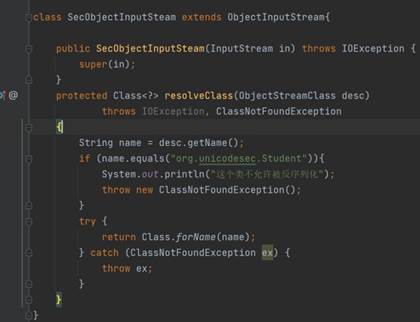 class SecObjectInputSteam extends ObjectInputStream{
public SecObjectInputSteam(InputStream in) throws IOException {
super(in);
}
protected Class<?> resolveClass(ObjectStreamClass desc)
throws IOException, ClassNotFoundException
{
String name = desc.getName();
if (name.equals("org.unicodesec.Student")){
System.out.println("这个类不允许被反序列化");
throw new ClassNotFoundException();
}
try {
return Class.forName(name);
} catch (ClassNotFoundException ex) {
throw ex;
}
}
}